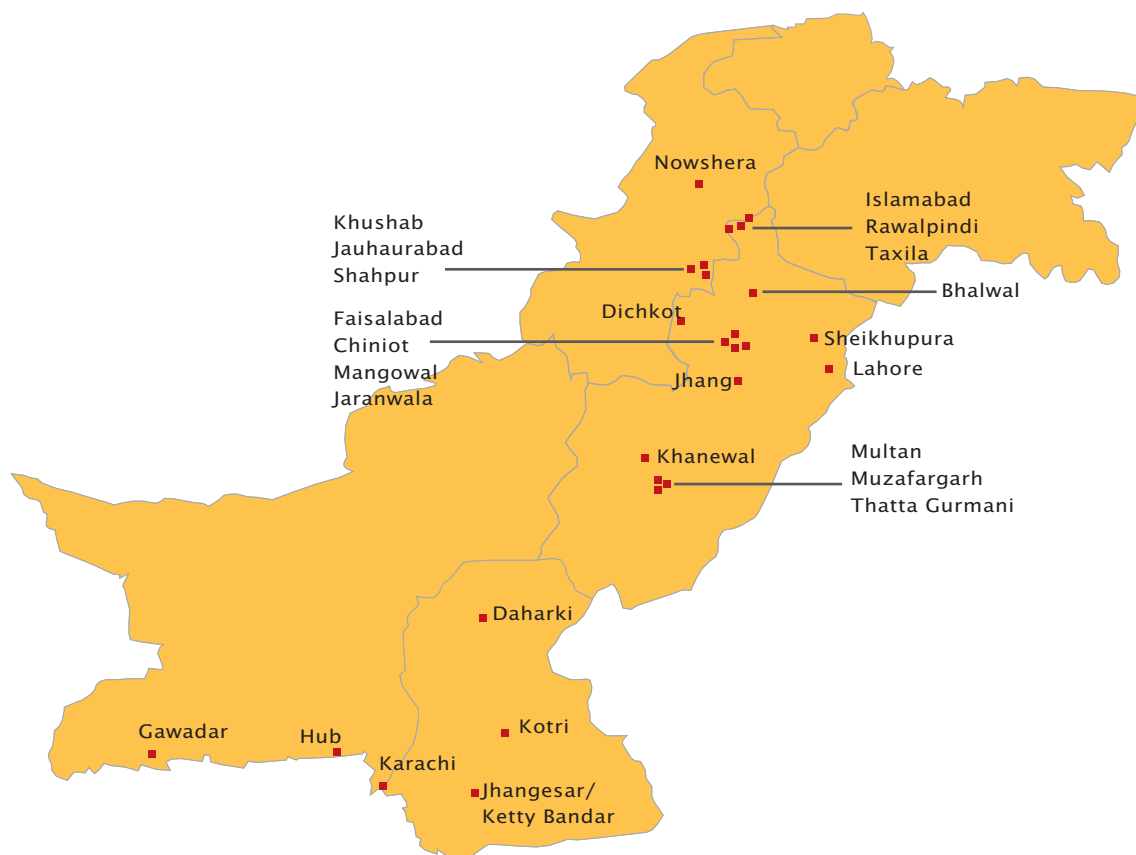 Nowshera
Islamabad
Rawalpindi
Taxila
Khushab
Jauhaurabad
Shahpur
Bhalwal
Dichkot
Faisalabad
Chiniot
Mangowal
Jaranwala
Sheikhupura
Lahore
Jhang
Khanewal
Multan
Muzafargarh
Thatta Gurmani
Daharki
Kotri
Gawadar
Hub
Karachi
Jhangesar/
Ketty Bandar